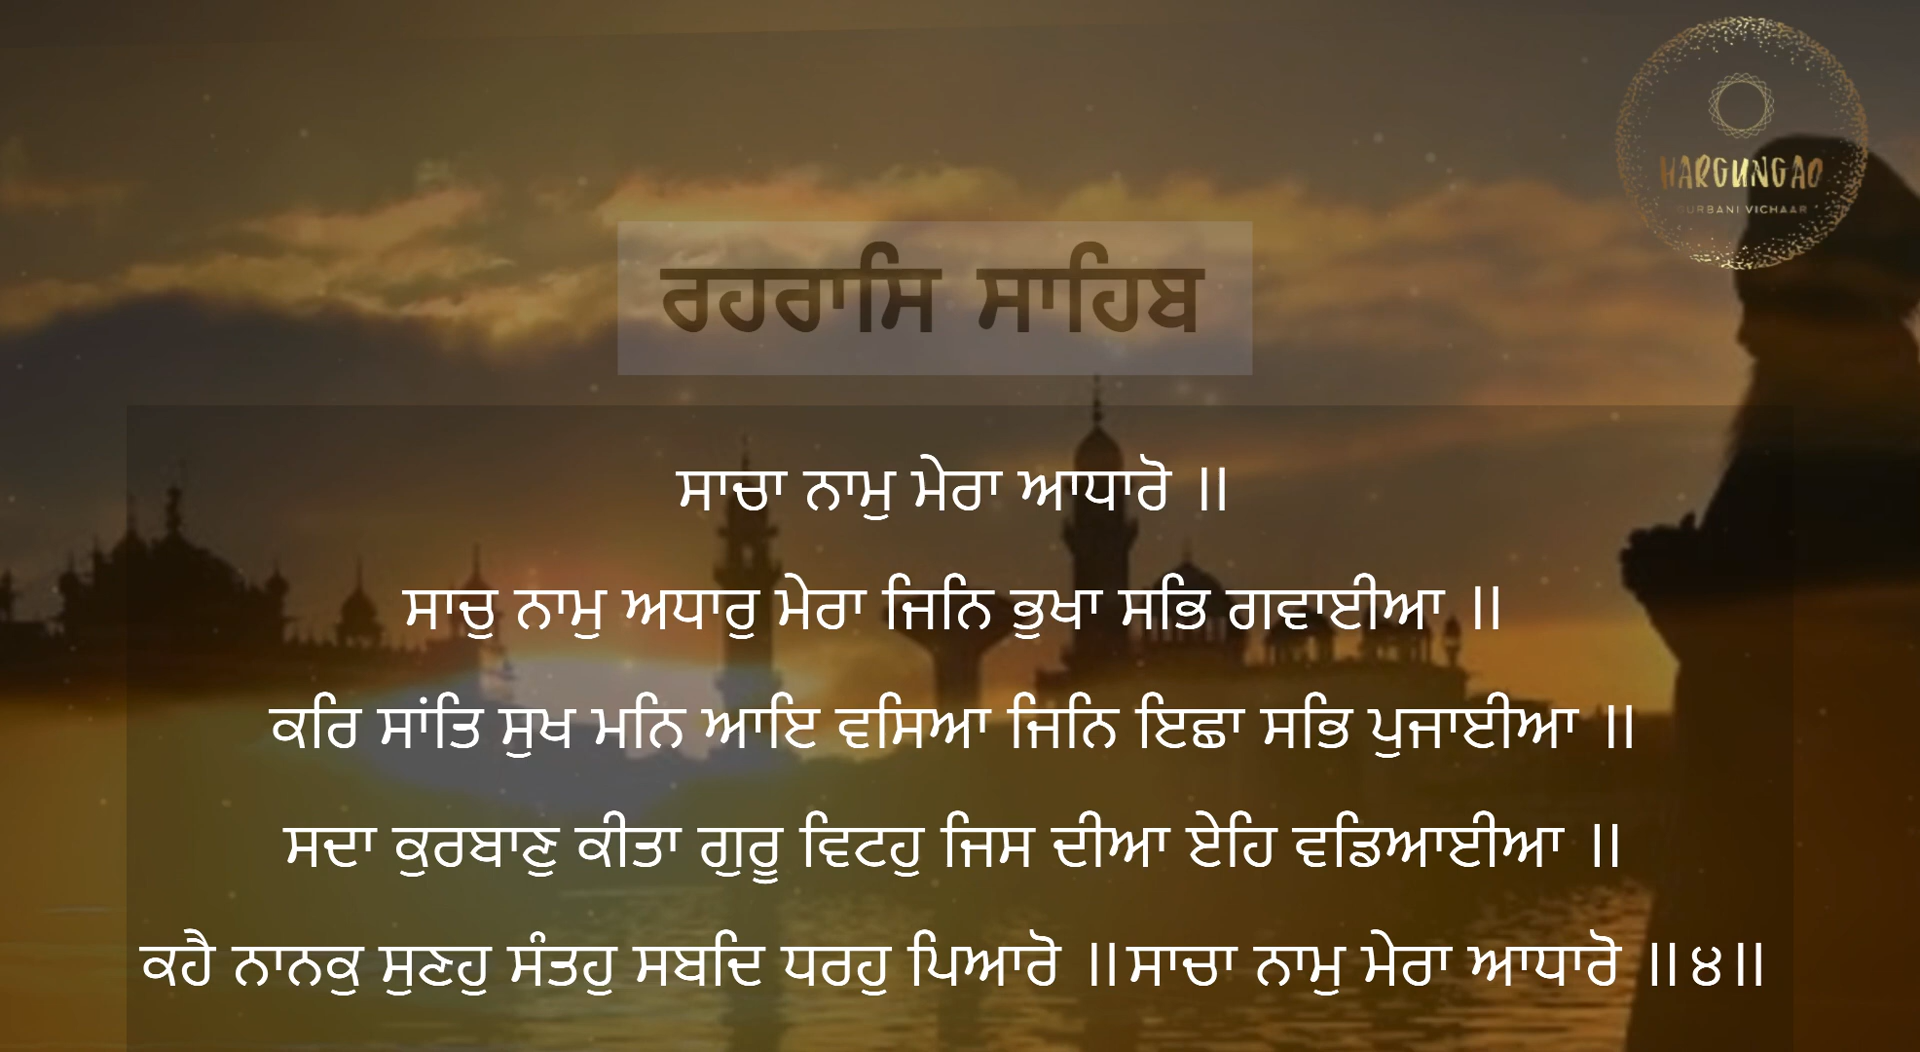 HARGUNGAO
GURBANI VICHAAR
ਰਹਰਾਸਿ ਸਾਹਿਬ
ਸਾਚਾ ਨਾਮੁ ਮੇਰਾ ਆਧਾਰੋ ॥
ਸਾਚੁ ਨਾਮੁ ਅਧਾਰੁ ਮੇਰਾ ਜਿਨਿ ਭੁਖਾ ਸਭਿ ਗਵਾਈਆ ॥
ਕਰਿ ਸਾਂਤਿ ਸੁਖ ਮਨਿ ਆਇ ਵਸਿਆ ਜਿਨਿ ਇਛਾ ਸਭਿ ਪੁਜਾਈਆ ॥
ਸਦਾ ਕੁਰਬਾਣੁ ਕੀਤਾ ਗੁਰੂ ਵਿਟਹੁ ਜਿਸ ਦੀਆ ਏਹਿ ਵਡਿਆਈਆ ॥
ਕਹੈ ਨਾਨਕੁ ਸੁਣਹੁ ਸੰਤਹੁ ਸਬਦਿ ਧਰਹੁ ਪਿਆਰੋ ॥ ਸਾਚਾ ਨਾਮੁ ਮੇਰਾ ਆਧਾਰੋ ॥੪॥